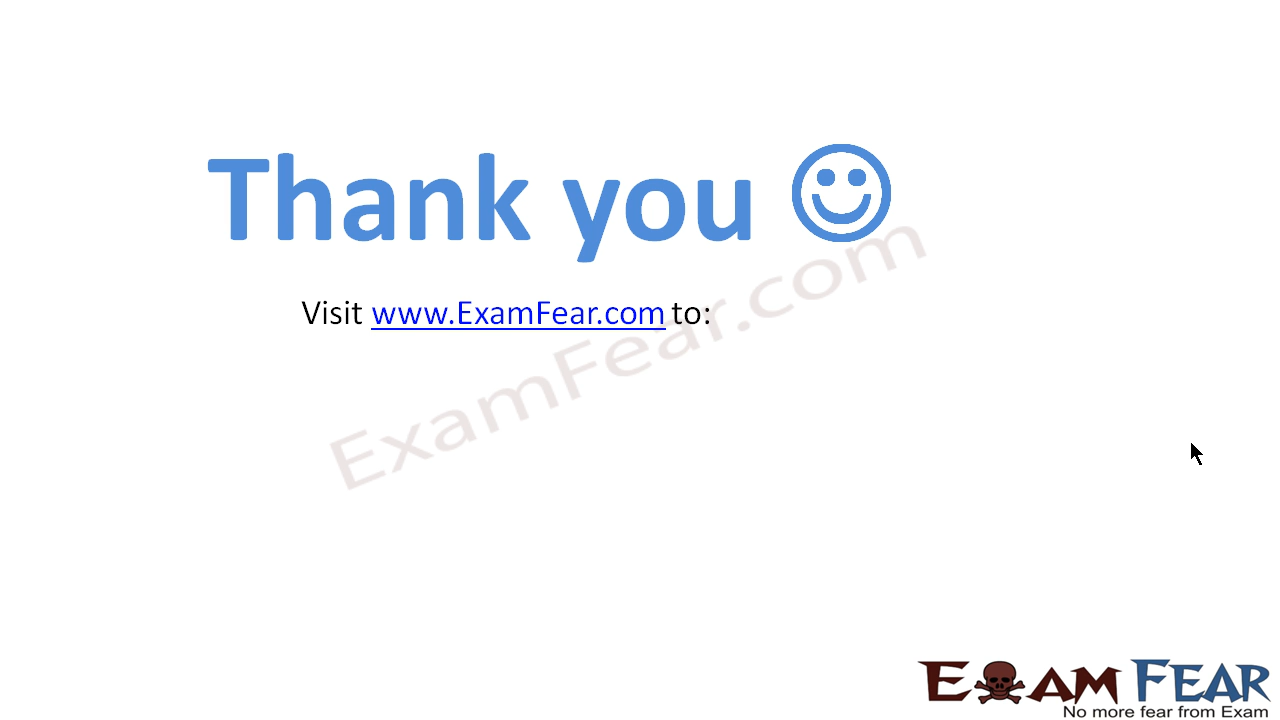 Thank you ☺
Visit www.ExamFear.com to:
ExamFear.com
EXAM FEAR
No more fear from Exam